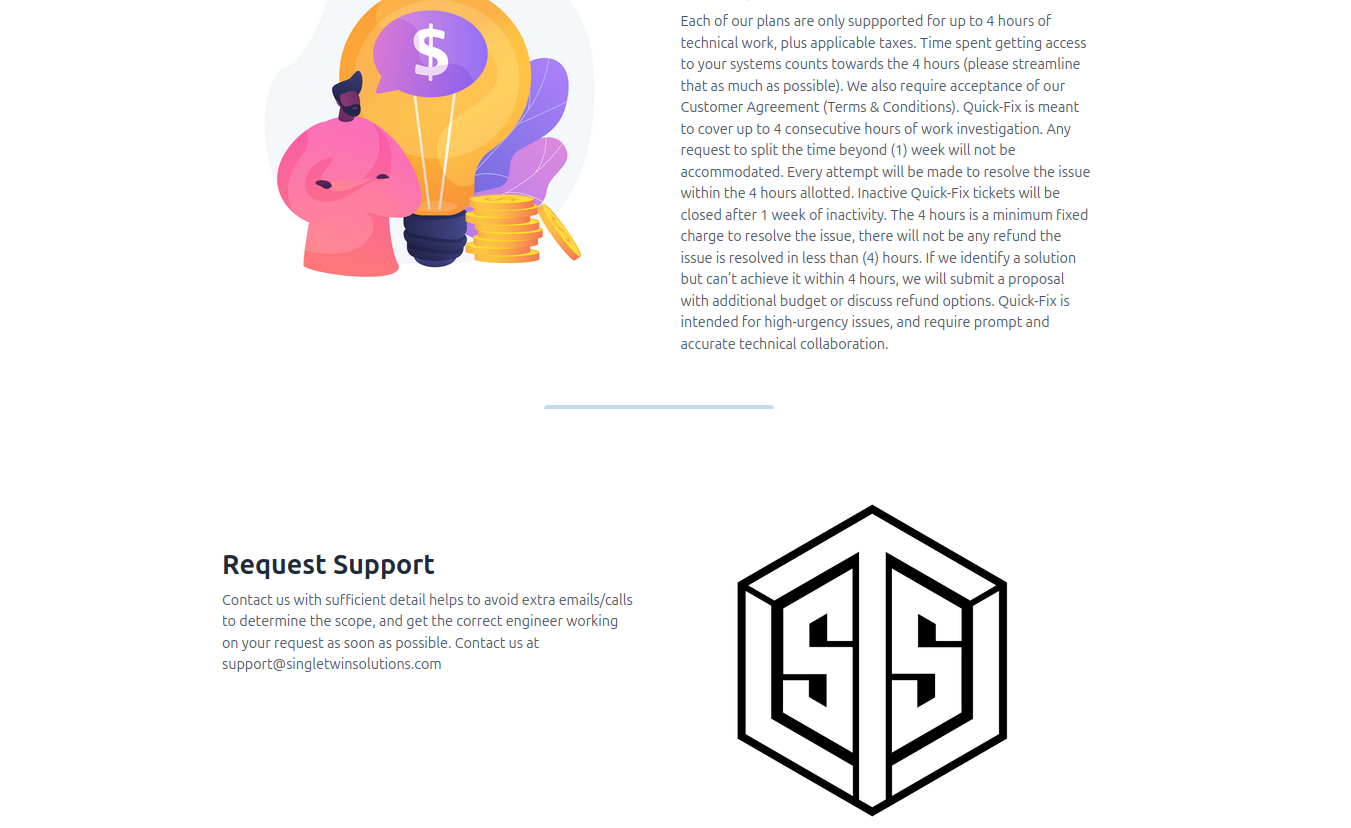 $
Each of our plans are only suppported for up to 4 hours of
technical work, plus applicable taxes. Time spent getting access
to your systems counts towards the 4 hours (please streamline
that as much as possible). We also require acceptance of our
Customer Agreement (Terms & Conditions). Quick-Fix is meant
to cover up to 4 consecutive hours of work investigation. Any
request to split the time beyond (1) week will not be
accommodated. Every attempt will be made to resolve the issue
within the 4 hours allotted. Inactive Quick-Fix tickets will be
closed after 1 week of inactivity. The 4 hours is a minimum fixed
charge to resolve the issue, there will not be any refund the
issue is resolved in less than (4) hours. If we identify a solution
but can’t achieve it within 4 hours, we will submit a proposal
with additional budget or discuss refund options. Quick-Fix is
intended for high-urgency issues, and require prompt and
accurate technical collaboration.
Request Support
Contact us with sufficient detail helps to avoid extra emails/calls
to determine the scope, and get the correct engineer working
on your request as soon as possible. Contact us at
support@singletwinsolutions.com
S S